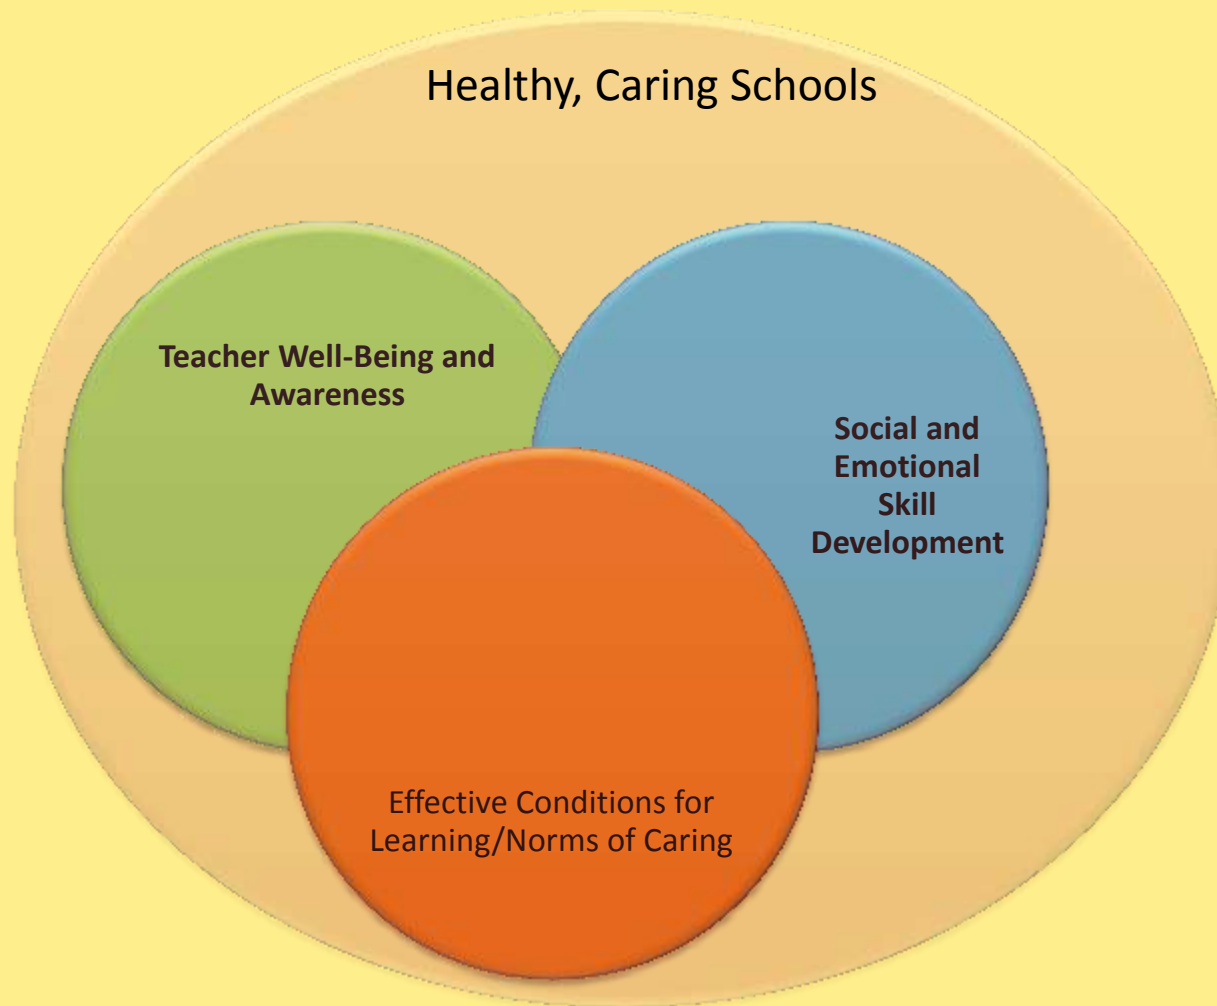 Healthy, Caring Schools
Teacher Well-Being and
Awareness
Social and
Emotional
Skill
Development
Effective Conditions for
Learning/Norms of Caring